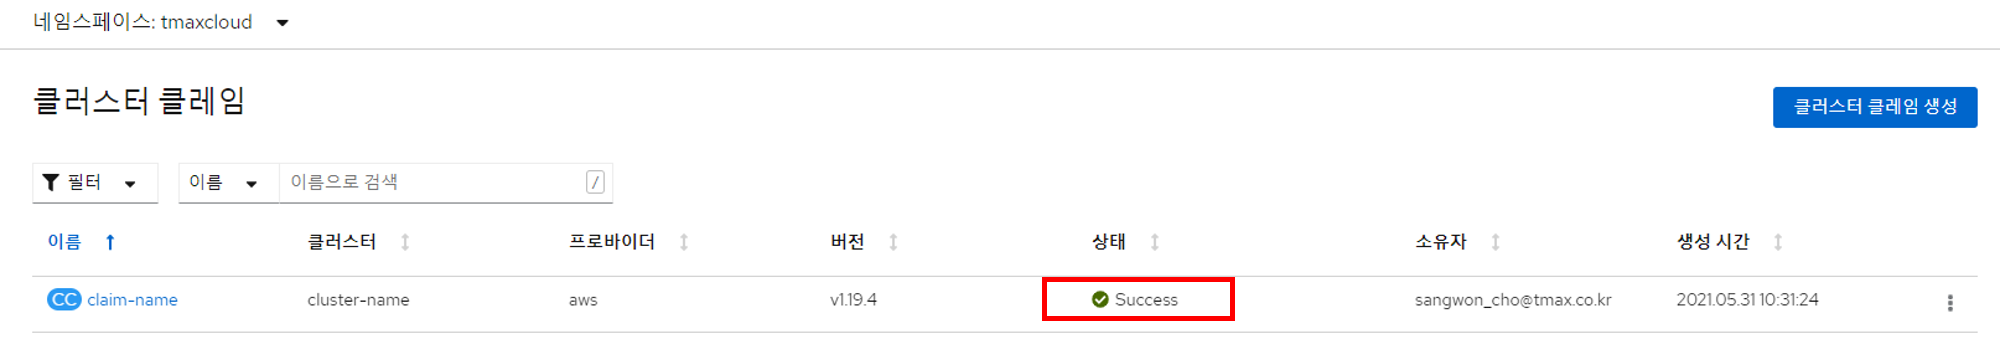 네임스페이스: tmaxcloud
클러스터 클레임
클러스터 클레임 생성
필터 이름 이름으로 검색 /
이름 클러스터 프로바이더 버전 상태 소유자 생성 시간
CC claim-name cluster-name aws v1.19.4 Success sangwon_cho@tmax.co.kr 2021.05.31 10:31:24